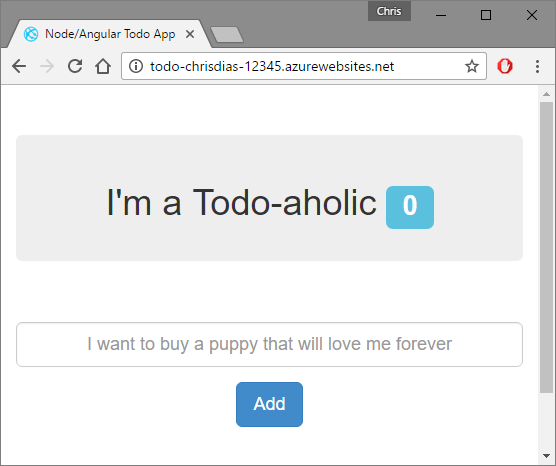 Chris
Node/Angular Todo App
todo-chrisdias-12345.azurewebsites.net
I'm a Todo-aholic 0
I want to buy a puppy that will love me forever
Add